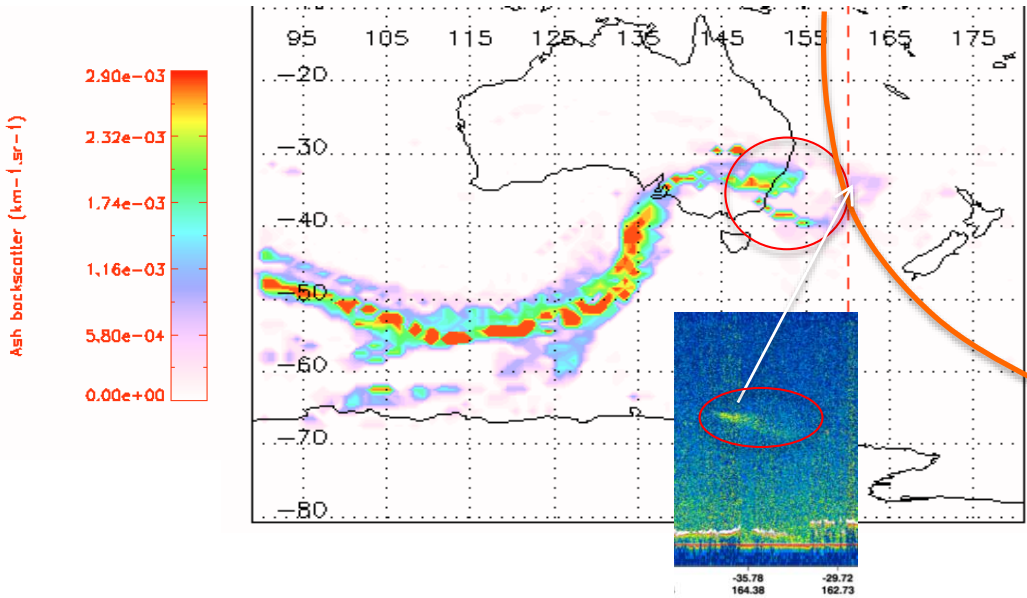 95 105 115 125 135 145 155 165 175
-20
-30
-40
-50
-60
-70
-80
Ash backscatter (km-1.sr-1)
2.90e-03
2.32e-03
1.74e-03
1.16e-03
5.80e-04
0.00e+00
-35.78 -29.72
164.38 162.73